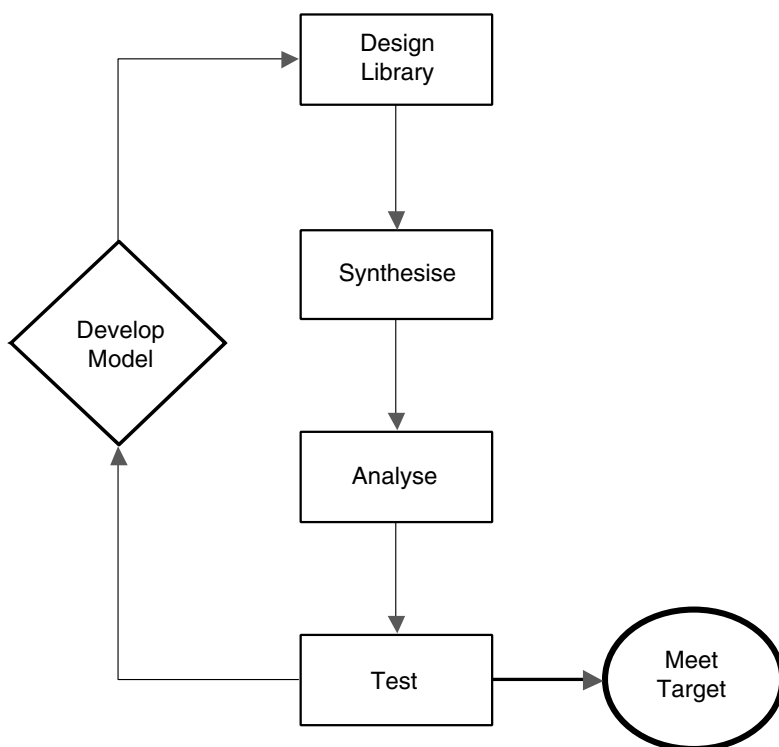 Design
Library
Synthesise
Develop
Model
Analyse
Test
Meet
Target